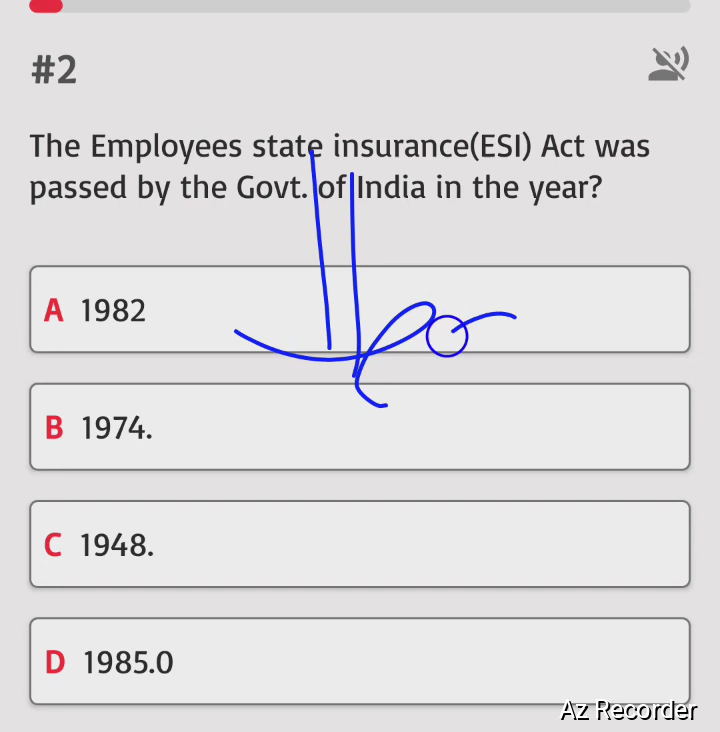 #2
The Employees state insurance(ESI) Act was
passed by the Govt. of India in the year?
A 1982
B 1974.
C 1948.
D 1985.0
Az Recorder